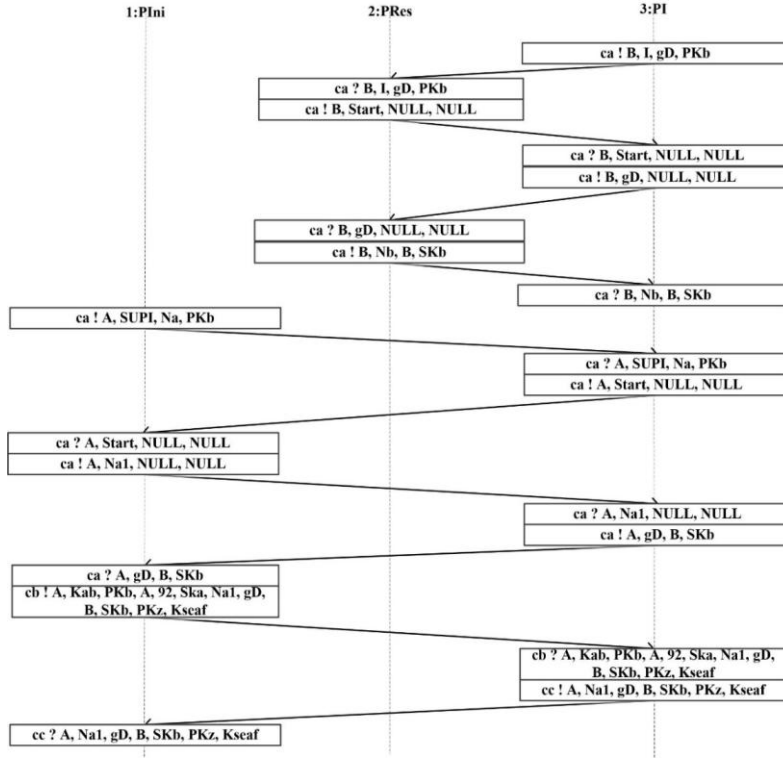 1:PIni 2:PRes 3:PI
ca ! B, I, gD, PKb
ca ? B, I, gD, PKb
ca ! B, Start, NULL, NULL
ca ? B, Start, NULL, NULL
ca ! B, gD, NULL, NULL
ca ? B, gD, NULL, NULL
ca ! B, Nb, B, SKb
ca ? B, Nb, B, SKb
ca ! A, SUPI, Na, PKb
ca ? A, SUPI, Na, PKb
ca ! A, Start, NULL, NULL
ca ? A, Start, NULL, NULL
ca ! A, Na1, NULL, NULL
ca ? A, Na1, NULL, NULL
ca ! A, gD, B, SKb
ca ? A, gD, B, SKb
cb ! A, Kab, PKb, A, 92, Ska, Na1, gD,
B, SKb, PKz, Kseaf
cb ? A, Kab, PKb, A, 92, Ska, Na1, gD,
B, SKb, PKz, Kseaf
cc ! A, Na1, gD, B, SKb, PKz, Kseaf
cc ? A, Na1, gD, B, SKb, PKz, Kseaf